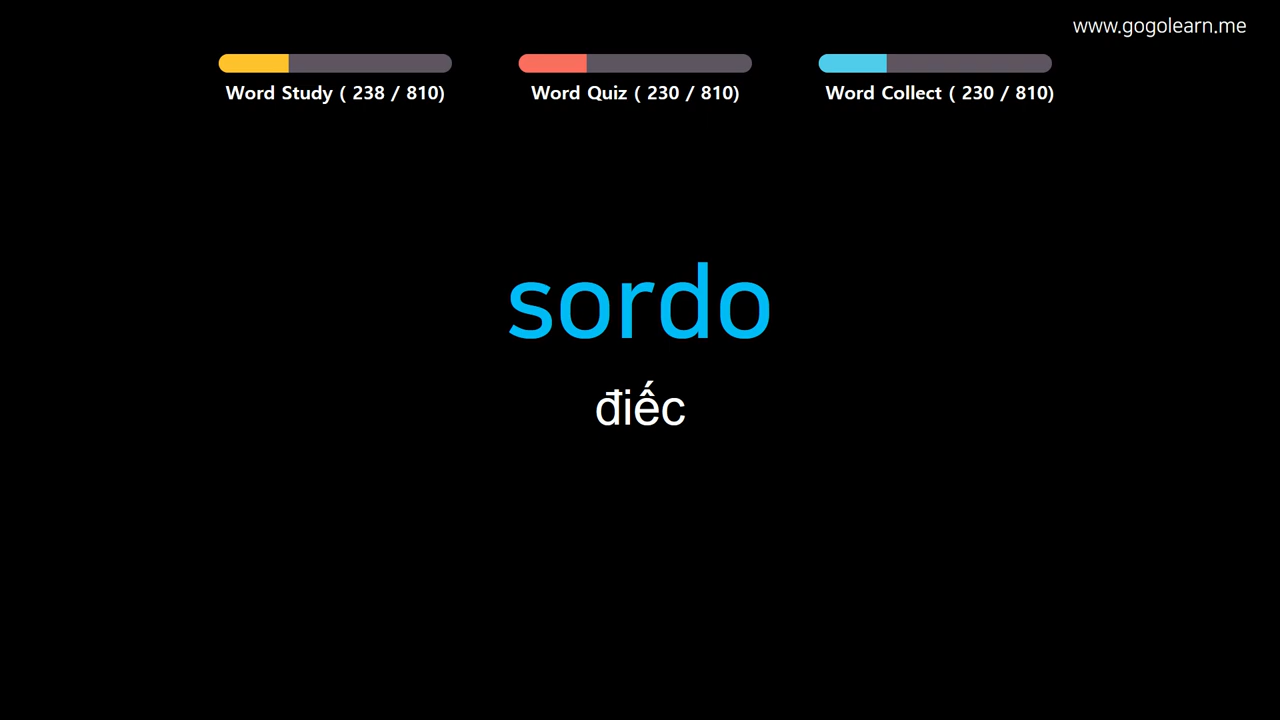 www.gogolearn.me
Word Study ( 238 / 810)
Word Quiz ( 230 / 810)
Word Collect ( 230 / 810)
sordo
điếc